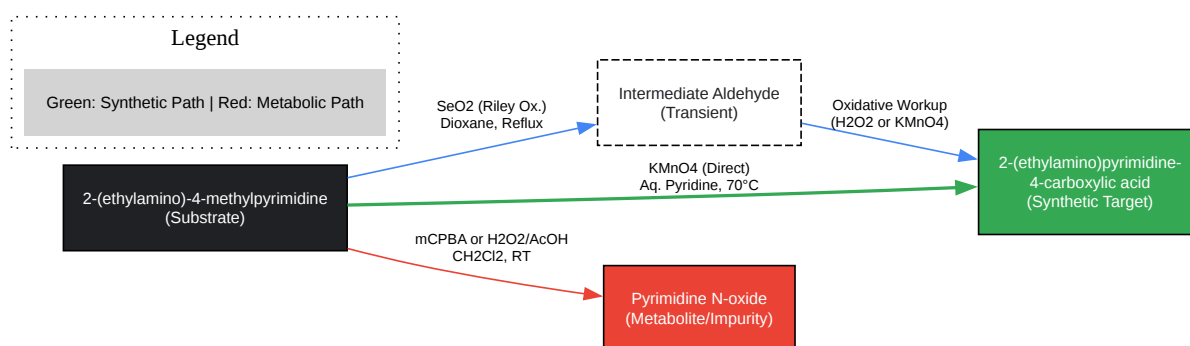 Legend
Green: Synthetic Path | Red: Metabolic Path
SeO2 (Riley Ox.)
Dioxane, Reflux
Intermediate Aldehyde
(Transient)
Oxidative Workup
(H2O2 or KMnO4)
2-(ethylamino)-4-methylpyrimidine
(Substrate)
KMnO4 (Direct)
Aq. Pyridine, 70°C
2-(ethylamino)pyrimidine-
4-carboxylic acid
(Synthetic Target)
mCPBA or H2O2/AcOH
CH2Cl2, RT
Pyrimidine N-oxide
(Metabolite/Impurity)